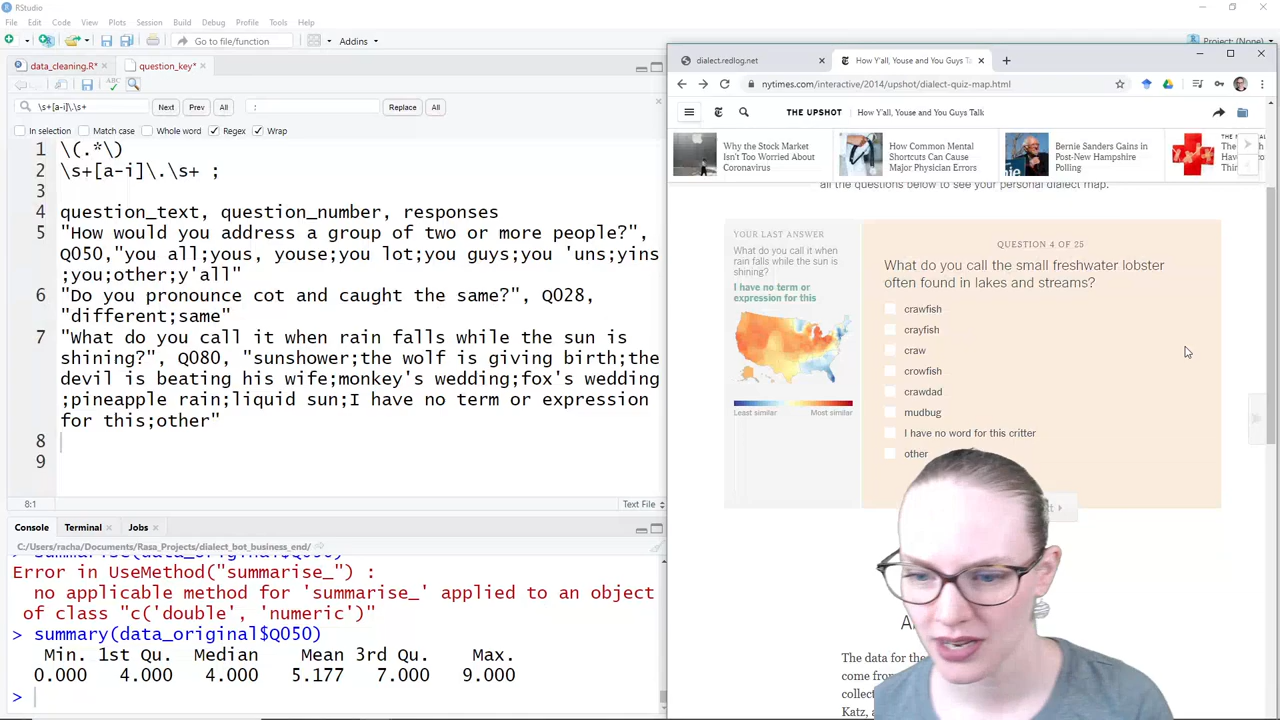 RStudio
File Edit Code View Plots Session Build Debug Profile Tools Help
Go to file/function
Addins
Project: (None)
data_cleaning.R*
question_key*
\s+[a-i]\\s+
Next
Prev
All
:
Replace
All
In selection
Match case
Whole word
Regex
Wrap
1 \(.*\)
2 \s+[a-i]\.\s+ ;
3
4 question_text, question_number, responses
5 "How would you address a group of two or more people?",
Q050,"you all;yous, youse;you lot;you guys;you 'uns;yins
;you;other;y'all"
6 "Do you pronounce cot and caught the same?", Q028,
"different;same"
7 "What do you call it when rain falls while the sun is
shining?", Q080, "sunshower;the wolf is giving birth;the
devil is beating his wife;monkey's wedding;fox's wedding
;pineapple rain;liquid sun;I have no term or expression
for this;other"
8
9
8:1
Text File
Console
Terminal
Jobs
C:/Users/racha/Documents/Rasa_Projects/dialect_bot_business_end/
> summarise(data_original$Q050)
Error in UseMethod("summarise_") :
no applicable method for 'summarise_' applied to an object
of class "c('double', 'numeric')"
> summary(data_original$Q050)
Min. 1st Qu. Median Mean 3rd Qu. Max.
0.000 4.000 4.000 5.177 7.000 9.000
>
dialect.redlog.net
How Y'all, Youse and You Guys Talk
nytimes.com/interactive/2014/upshot/dialect-quiz-map.html
THE UPSHOT
How Y'all, Youse and You Guys Talk
Why the Stock Market
Isn't Too Worried About
Coronavirus
How Common Mental
Shortcuts Can Cause
Major Physician Errors
Bernie Sanders Gains in
Post-New Hampshire
Polling
all the questions below to see your personal dialect map.
YOUR LAST ANSWER
What do you call it when
rain falls while the sun is
shining?
I have no term or
expression for this
Least similar
Most similar
QUESTION 4 OF 25
What do you call the small freshwater lobster
often found in lakes and streams?
crawfish
crayfish
craw
crowfish
crawdad
mudbug
I have no word for this critter
other
The data for the
come from
collect
Katz, a